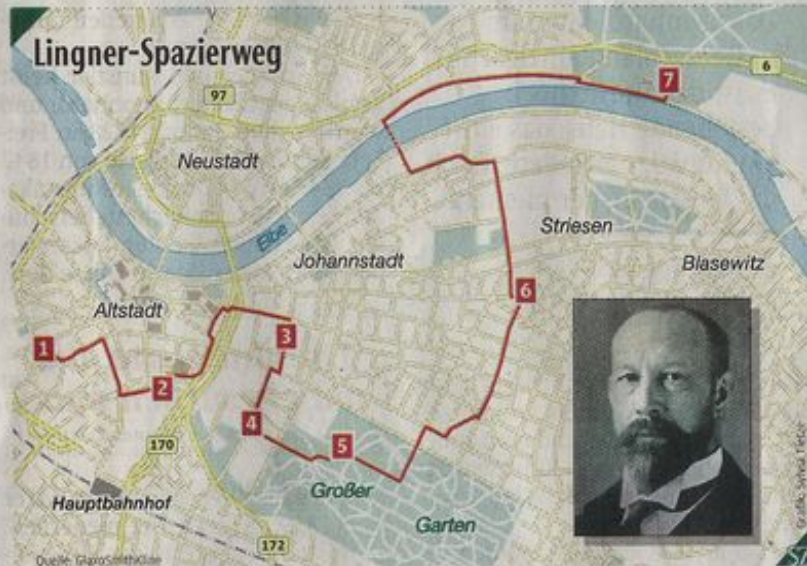 Lingner-Spazierweg
7
6
97
Neustadt
Elbe
Johannstadt
Striesen
Blasewitz
Altstadt
6
1
3
2
4
5
170
Hauptbahnhof
Großer
Garten
172
Quelle: GlaxoSmithKline